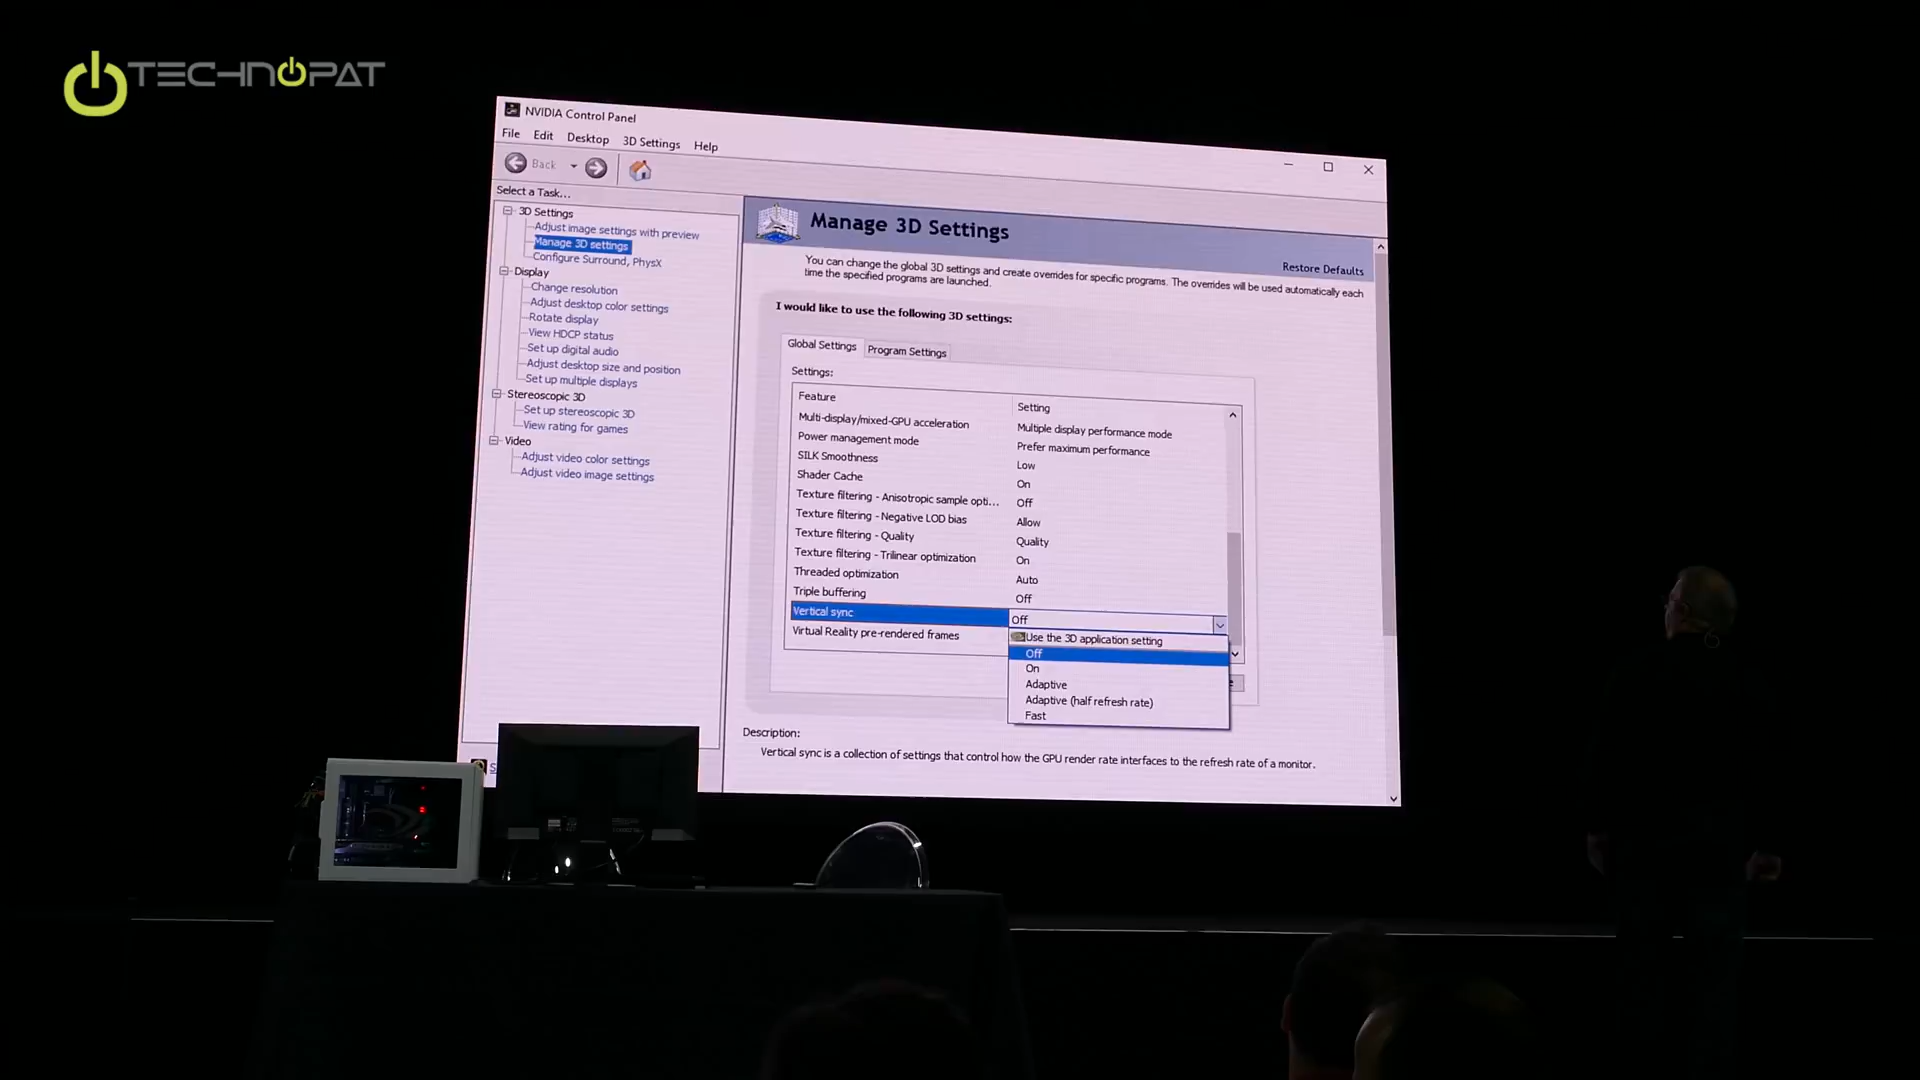 TECHNOPAT
NVIDIA Control Panel
File Edit Desktop 3D Settings Help
Back
Select a Task...
3D Settings
Adjust image settings with preview
Manage 3D settings
Configure Surround, PhysX
Display
Change resolution
Adjust desktop color settings
Rotate display
View HDCP status
Set up digital audio
Adjust desktop size and position
Set up multiple displays
Stereoscopic 3D
Set up stereoscopic 3D
View rating for games
Video
Adjust video color settings
Adjust video image settings
Manage 3D Settings
Restore Defaults
You can change the global 3D settings and create overrides for specific programs. The overrides will be used automatically each
time the specified programs are launched.
I would like to use the following 3D settings:
Global Settings Program Settings
Settings:
Feature Setting
Multi-display/mixed-GPU acceleration Multiple display performance mode
Power management mode Prefer maximum performance
SILK Smoothness Low
Shader Cache On
Texture filtering - Anisotropic sample opti... Off
Texture filtering - Negative LOD bias Allow
Texture filtering - Quality Quality
Texture filtering - Trilinear optimization On
Threaded optimization Auto
Triple buffering Off
Vertical sync Off
Virtual Reality pre-rendered frames
Use the 3D application setting
Off
On
Adaptive
Adaptive (half refresh rate)
Fast
Description:
Vertical sync is a collection of settings that control how the GPU render rate interfaces to the refresh rate of a monitor.